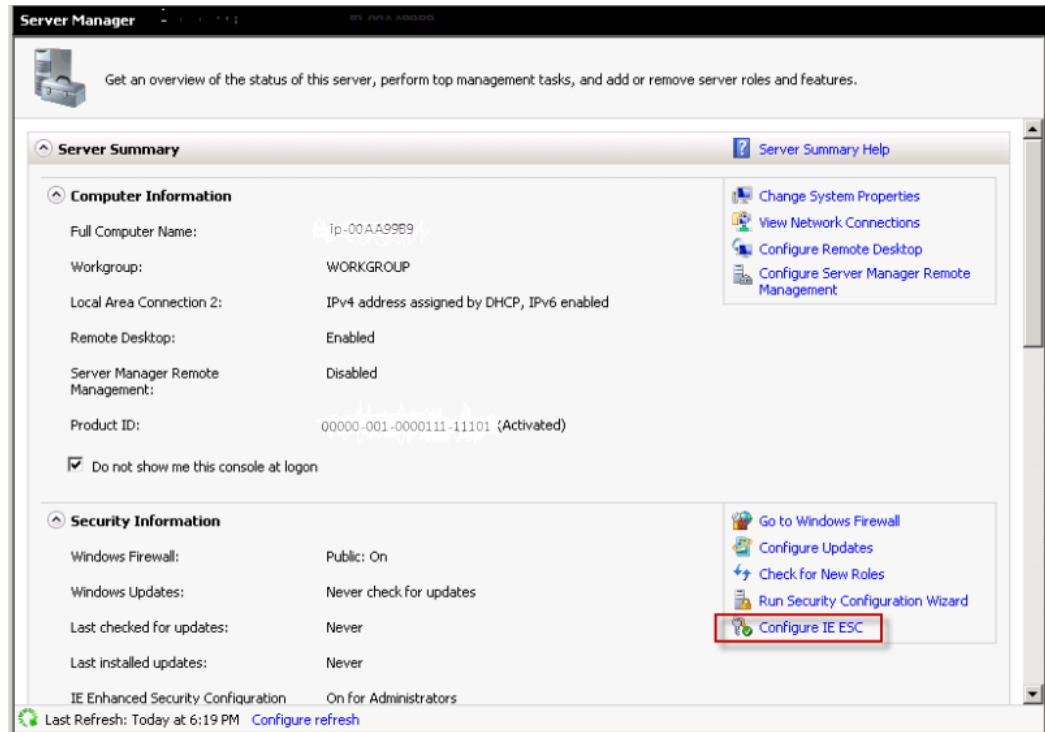 Server Manager
Get an overview of the status of this server, perform top management tasks, and add or remove server roles and features.
Server Summary
Server Summary Help
Computer Information
Change System Properties
View Network Connections
Configure Remote Desktop
Configure Server Manager Remote
Management
Full Computer Name: ip-00AA99B9
Workgroup: WORKGROUP
Local Area Connection 2: IPv4 address assigned by DHCP, IPv6 enabled
Remote Desktop: Enabled
Server Manager Remote Disabled
Management:
Product ID: 00000-001-0000111-11101 (Activated)
Do not show me this console at logon
Security Information
Go to Windows Firewall
Configure Updates
Check for New Roles
Run Security Configuration Wizard
Configure IE ESC
Windows Firewall: Public: On
Windows Updates: Never check for updates
Last checked for updates: Never
Last installed updates: Never
IE Enhanced Security Configuration On for Administrators
Last Refresh: Today at 6:19 PM Configure refresh